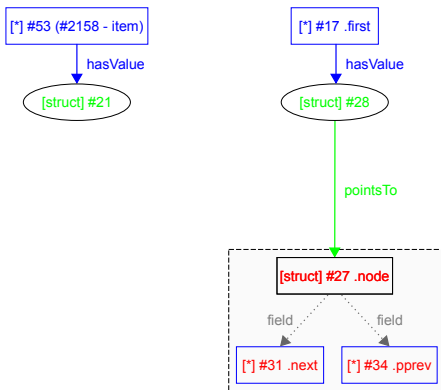 [*] #53 (#2158 - item)
[*] #17 .first
hasValue
hasValue
[struct] #21
[struct] #28
pointsTo
[struct] #27 .node
field
field
[*] #31 .next
[*] #34 .pprev